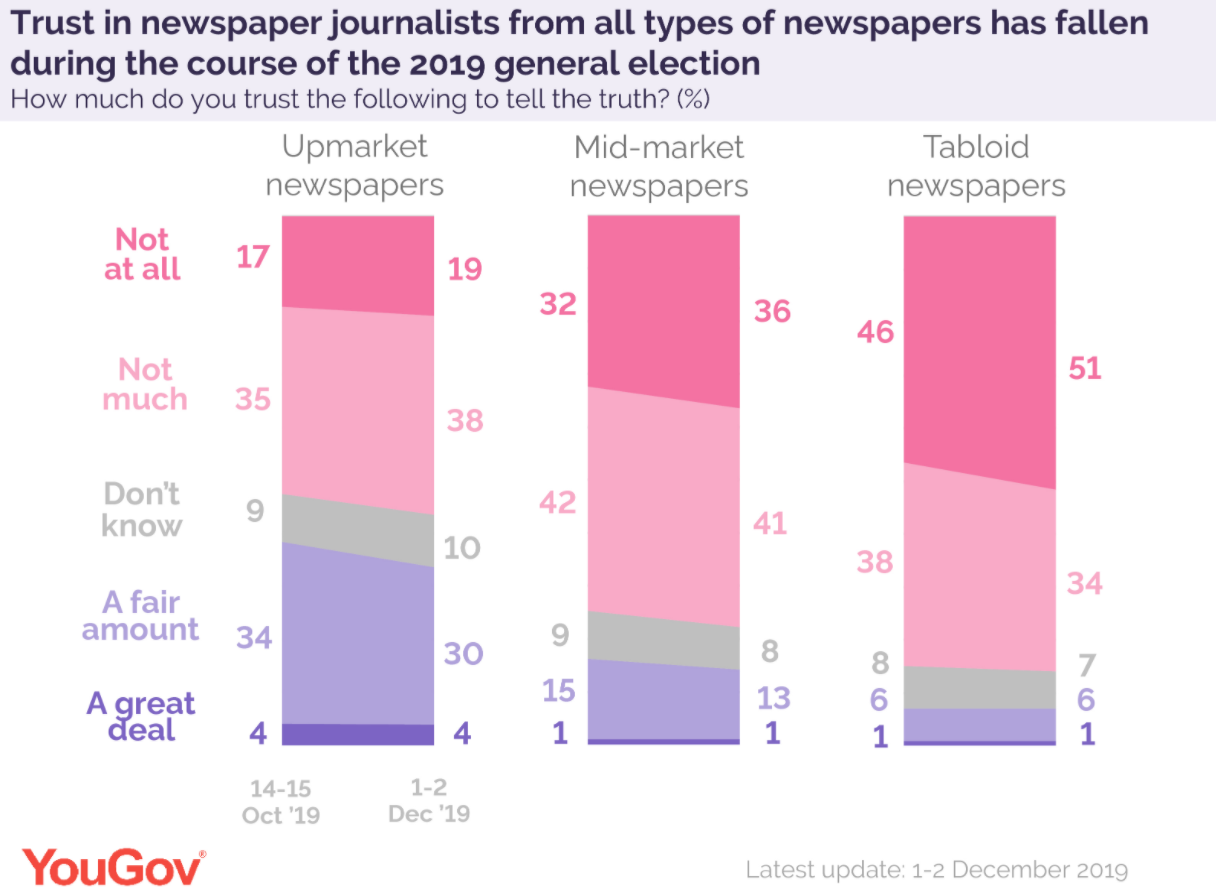 Trust in newspaper journalists from all types of newspapers has fallen
during the course of the 2019 general election
How much do you trust the following to tell the truth? (%)
Upmarket
newspapers
Mid-market
newspapers
Tabloid
newspapers
Not
at all
17
19
32
36
46
51
Not
much
35
38
42
41
38
34
Don't
know
9
10
9
8
8
7
A fair
amount
34
30
15
13
6
6
A great
deal
4
4
1
1
1
1
14-15
Oct '19
1-2
Dec '19
YouGov®
Latest update: 1-2 December 2019